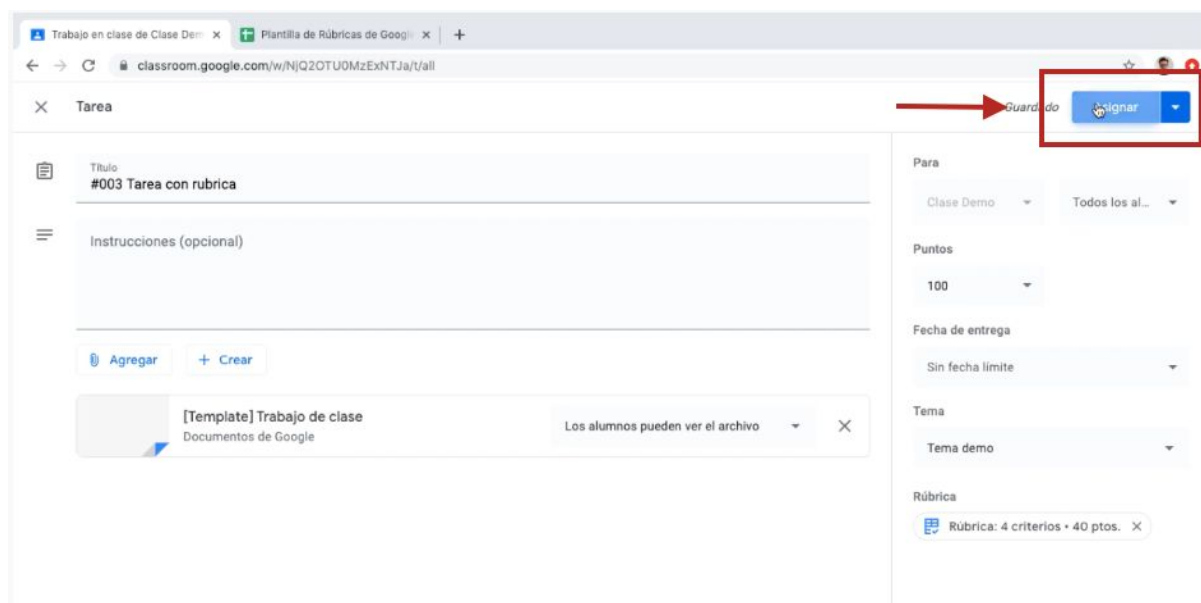 Trabajo en clase de Clase Dem
Plantilla de Rúbricas de Googl
classroom.google.com/w/NjQ2OTU0MzExNTJa/t/all
Tarea
Guardado
Asignar
Título
#003 Tarea con rubrica
Instrucciones (opcional)
Agregar
+ Crear
[Template] Trabajo de clase
Documentos de Google
Los alumnos pueden ver el archivo
Para
Clase Demo
Todos los al...
Puntos
100
Fecha de entrega
Sin fecha límite
Tema
Tema demo
Rúbrica
Rúbrica: 4 criterios • 40 ptos.